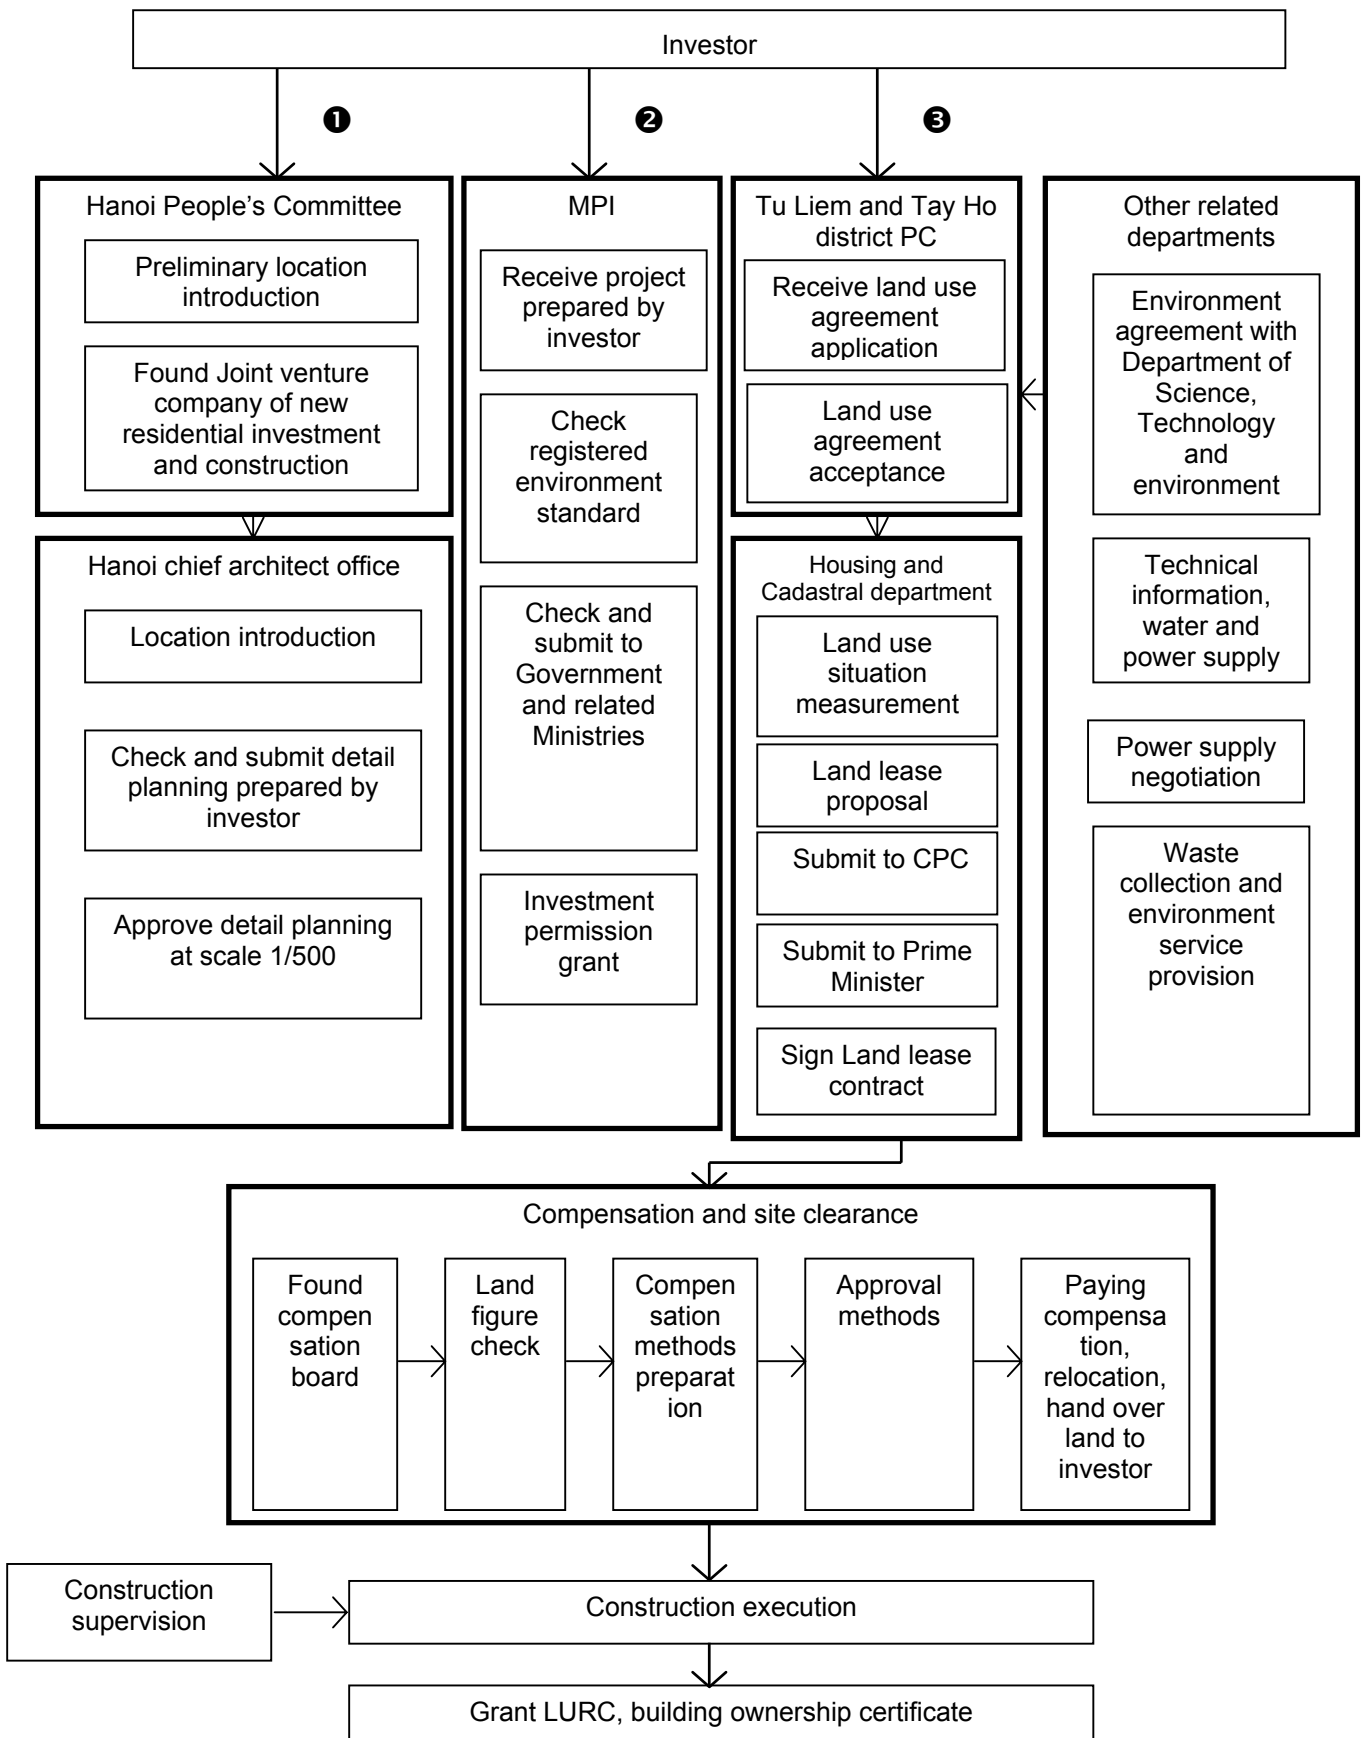 Investor
❶
❷
❸
Hanoi People’s Committee
Preliminary location
introduction
Found Joint venture
company of new
residential investment
and construction
Hanoi chief architect office
Location introduction
Check and submit detail
planning prepared by
investor
Approve detail planning
at scale 1/500
MPI
Receive project
prepared by
investor
Check
registered
environment
standard
Check and
submit to
Government
and related
Ministries
Investment
permission
grant
Tu Liem and Tay Ho
district PC
Receive land use
agreement
application
Land use
agreement
acceptance
Housing and
Cadastral department
Land use
situation
measurement
Land lease
proposal
Submit to CPC
Submit to Prime
Minister
Sign Land lease
contract
Other related
departments
Environment
agreement with
Department of
Science,
Technology
and
environment
Technical
information,
water and
power supply
Power supply
negotiation
Waste
collection and
environment
service
provision
Compensation and site clearance
Found
compen
sation
board
Land
figure
check
Compen
sation
methods
preparat
ion
Approval
methods
Paying
compensa
tion,
relocation,
hand over
land to
investor
Construction
supervision
Construction execution
Grant LURC, building ownership certificate